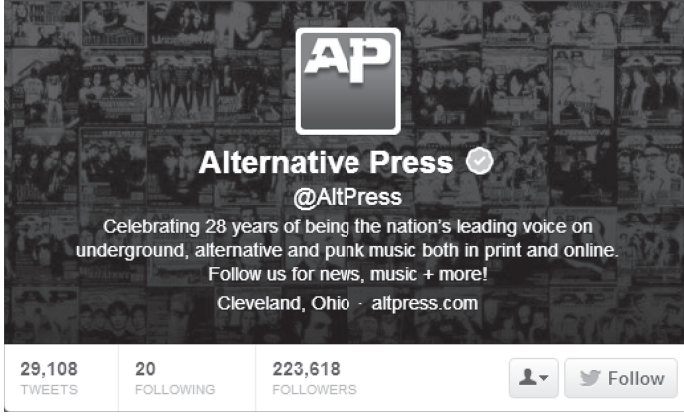 AP
Alternative Press
@AltPress
Celebrating 28 years of being the nation's leading voice on
underground, alternative and punk music both in print and online.
Follow us for news, music + more!
Cleveland, Ohio · altpress.com
29,108
TWEETS
20
FOLLOWING
223,618
FOLLOWERS
Follow